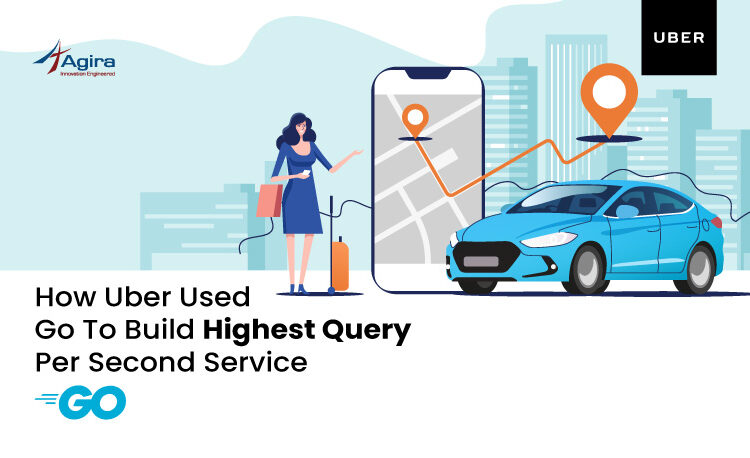 Agira
Innovation Engineered
UBER
How Uber Used
Go To Build Highest Query
Per Second Service
GO